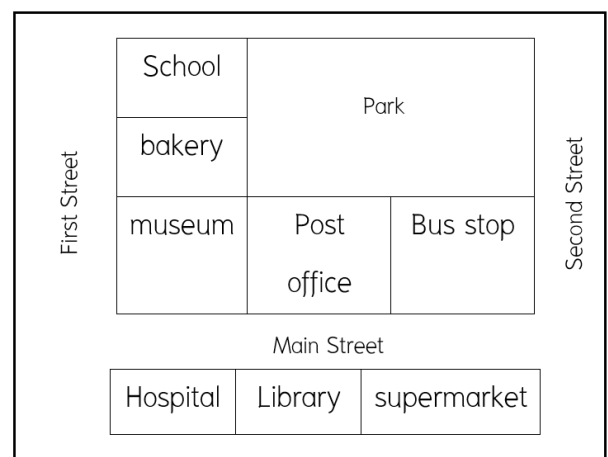 School
Park
bakery
First Street
Second Street
museum
Post
office
Bus stop
Main Street
Hospital
Library
supermarket